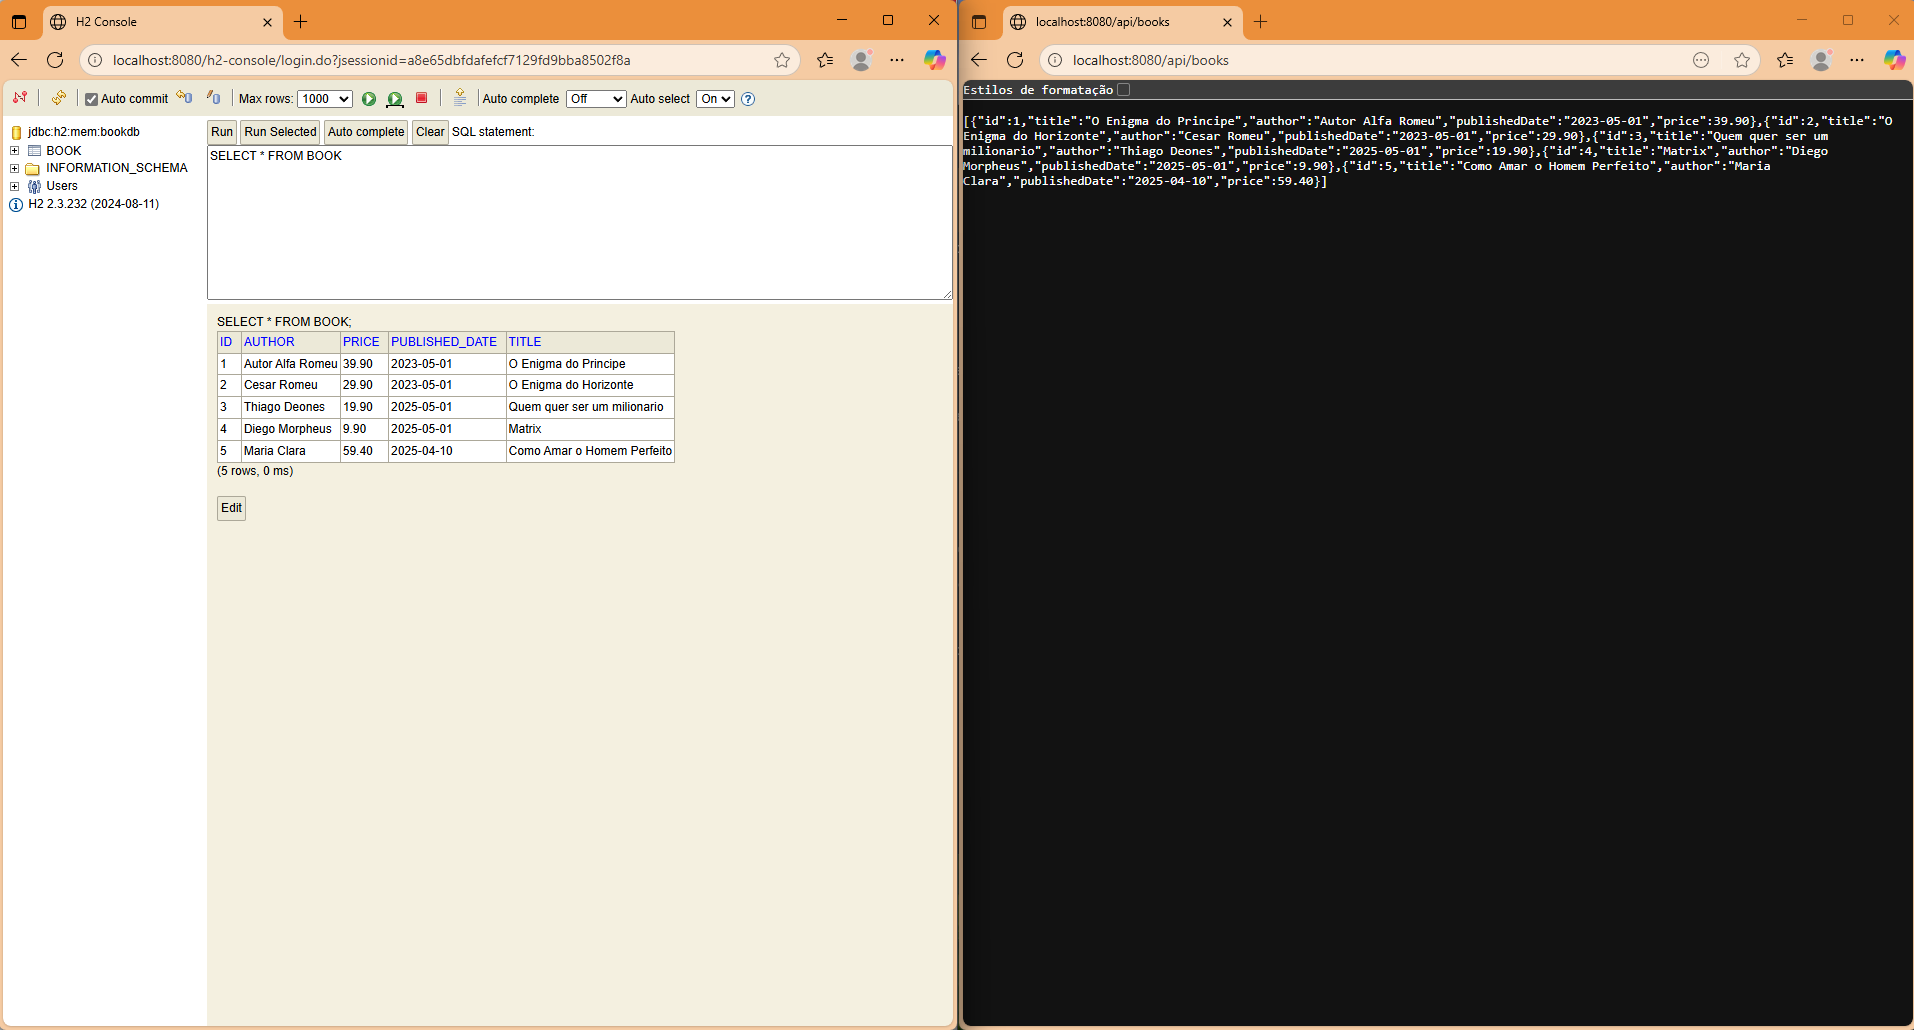 H2 Console
localhost:8080/h2-console/login.do?jsessionid=a8e65dbfdafefcf7129fd9bba8502f8a
Auto commit
Max rows: 1000
Auto complete Off
Auto select On
jdbc:h2:mem:bookdb
BOOK
INFORMATION_SCHEMA
Users
H2 2.3.232 (2024-08-11)
Run Run Selected Auto complete Clear SQL statement:
SELECT * FROM BOOK
SELECT * FROM BOOK;
ID AUTHOR PRICE PUBLISHED_DATE TITLE
1 Autor Alfa Romeu 39.90 2023-05-01 O Enigma do Principe
2 Cesar Romeu 29.90 2023-05-01 O Enigma do Horizonte
3 Thiago Deones 19.90 2025-05-01 Quem quer ser um milionario
4 Diego Morpheus 9.90 2025-05-01 Matrix
5 Maria Clara 59.40 2025-04-10 Como Amar o Homem Perfeito
(5 rows, 0 ms)
Edit
localhost:8080/api/books
localhost:8080/api/books
Estilos de formatação
[{"id":1,"title":"O Enigma do Principe","author":"Autor Alfa Romeu","publishedDate":"2023-05-01","price":39.90},{"id":2,"title":"O
Enigma do Horizonte","author":"Cesar Romeu","publishedDate":"2023-05-01","price":29.90},{"id":3,"title":"Quem quer ser um
milionario","author":"Thiago Deones","publishedDate":"2025-05-01","price":19.90},{"id":4,"title":"Matrix","author":"Diego
Morpheus","publishedDate":"2025-05-01","price":9.90},{"id":5,"title":"Como Amar o Homem Perfeito","author":"Maria
Clara","publishedDate":"2025-04-10","price":59.40}]